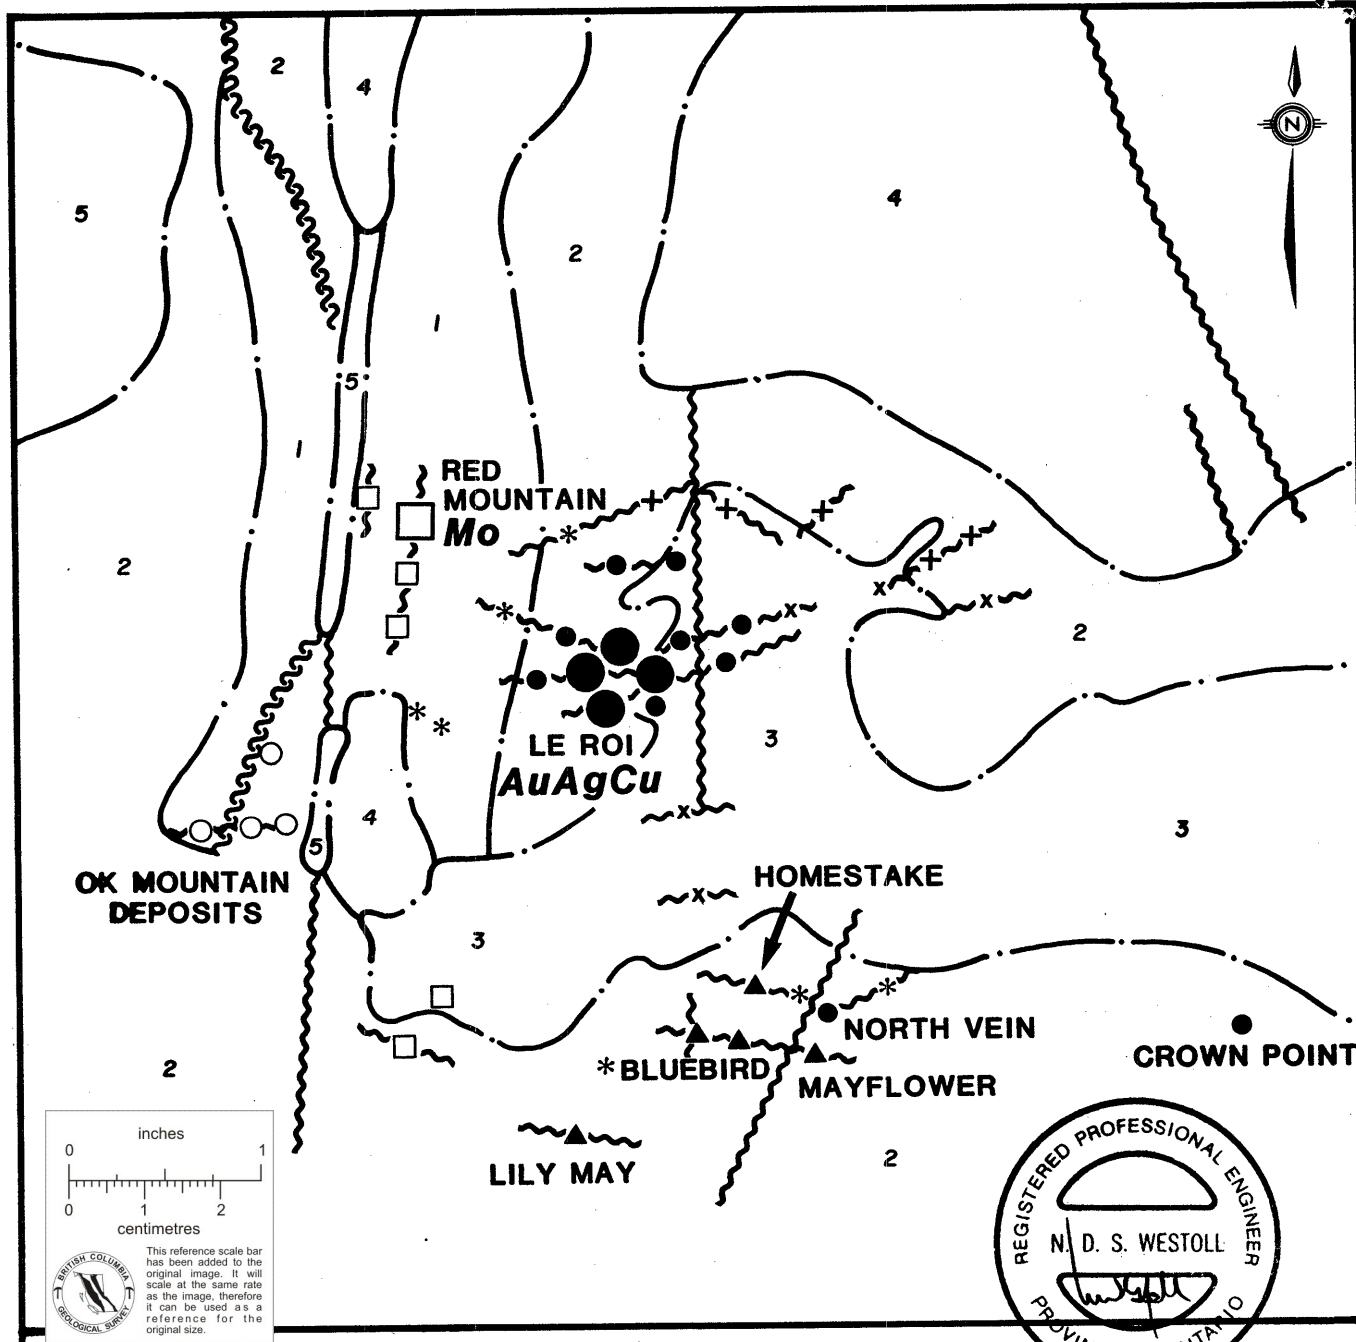 2
4
N
5
4
2
1
5
1
RED
MOUNTAIN
Mo
2
2
LE ROI
AuAgCu
3
4
3
5
HOMESTAKE
OK MOUNTAIN
DEPOSITS
3
NORTH VEIN
CROWN POINT
*BLUEBIRD
MAYFLOWER
2
2
LILY MAY
inches
0 1
0 1 2
centimetres
This reference scale bar
has been added to the
original image. It will
scale at the same rate
as the image, therefore
it can be used as a
reference for the
original size.
BRITISH COLUMBIA
GEOLOGICAL SURVEY
REGISTERED PROFESSIONAL ENGINEER
N. D. S. WESTOLL